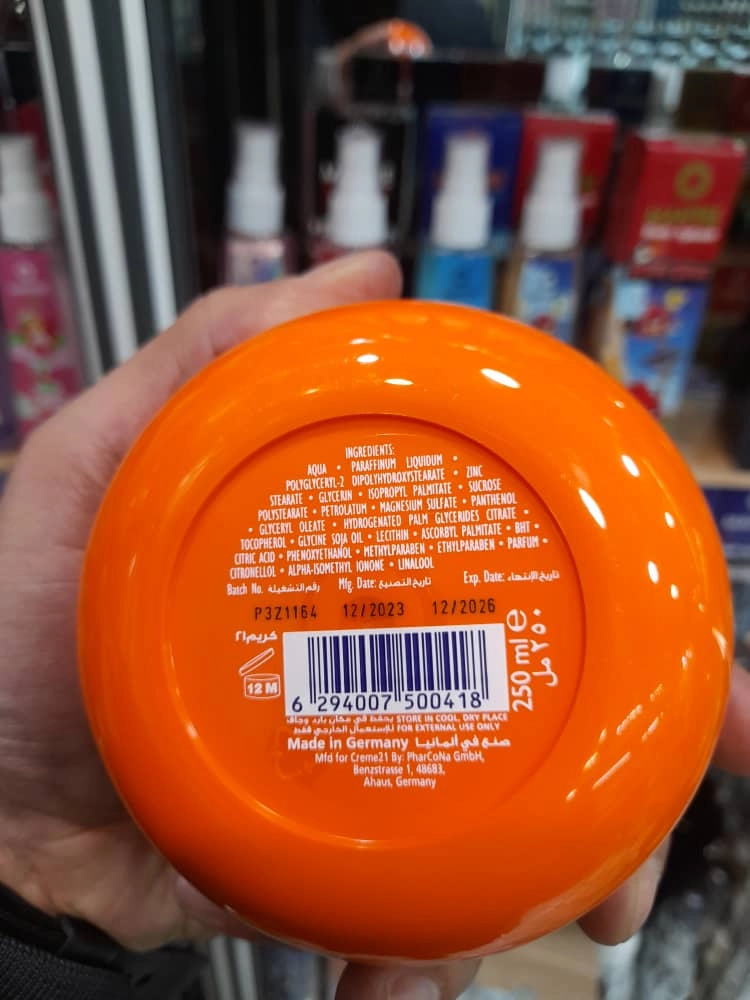 INGREDIENTS:
AQUA • PARAFFINUM LIQUIDUM •
POLYGLYCERYL-2 DIPOLYHYDROXYSTEARATE • ZINC
STEARATE • GLYCERIN • ISOPROPYL PALMITATE • SUCROSE
POLYSTEARATE • PETROLATUM • MAGNESIUM SULFATE • PANTHENOL
• GLYCERYL OLEATE • HYDROGENATED PALM GLYCERIDES CITRATE •
TOCOPHEROL • GLYCINE SOJA OIL • LECITHIN • ASCORBYL PALMITATE • BHT •
CITRIC ACID • PHENOXYETHANOL • METHYLPARABEN • ETHYLPARABEN • PARFUM •
CITRONELLOL • ALPHA-ISOMETHYL IONONE • LINALOOL
Batch No. رقم التشغيلة Mfg. Date: تاريخ التصنيع Exp. Date: تاريخ الإنتهاء:
P3Z1164 12/2023 12/2026
كريم٢١
12 M
6 294007 500418
250 ml e
٢٥٠ مل
يحفظ في مكان بارد وجاف STORE IN COOL, DRY PLACE
للإستعمال الخارجي فقط FOR EXTERNAL USE ONLY
Made in Germany صنع في ألمانيا
Mfd for Creme21 By: PharCoNa GmbH,
Benzstrasse 1, 48683,
Ahaus, Germany